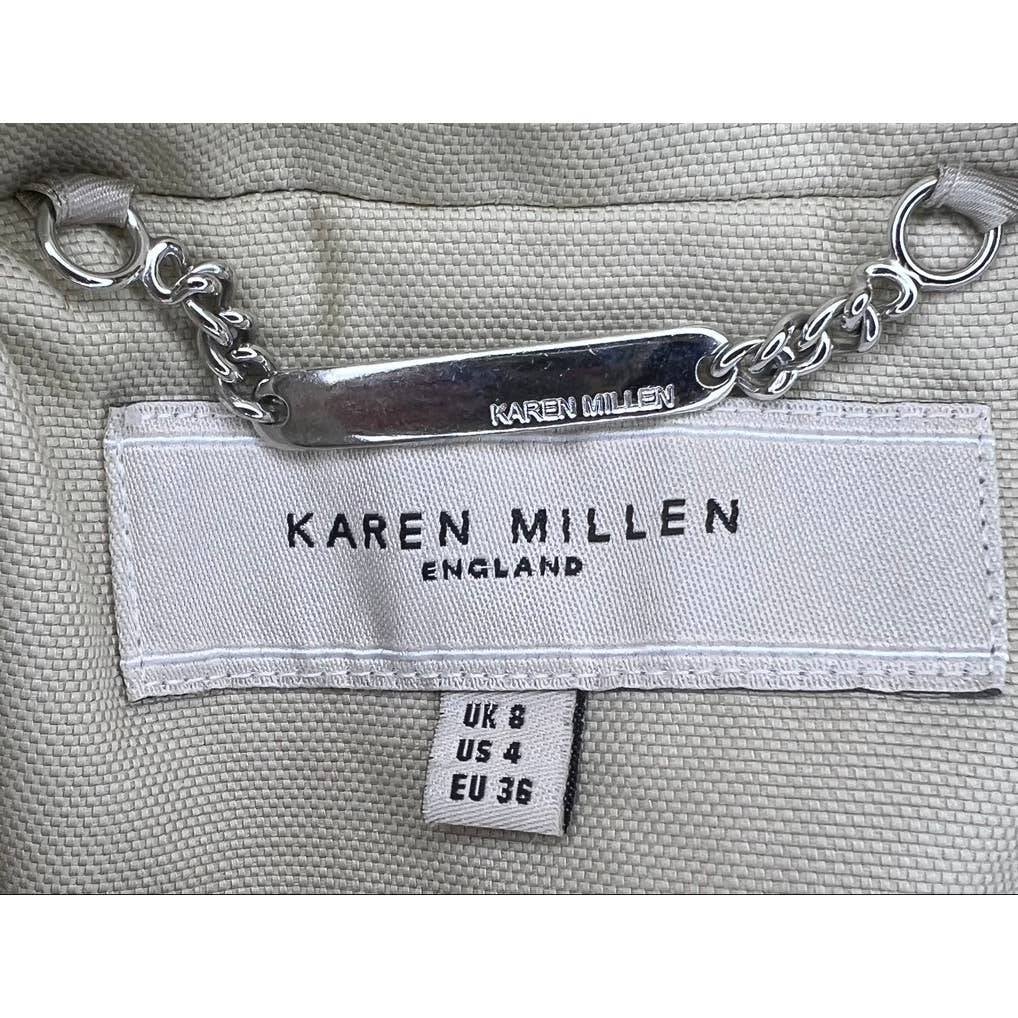 KAREN MILLEN
KAREN MILLEN
ENGLAND
UK 8
US 4
EU 36